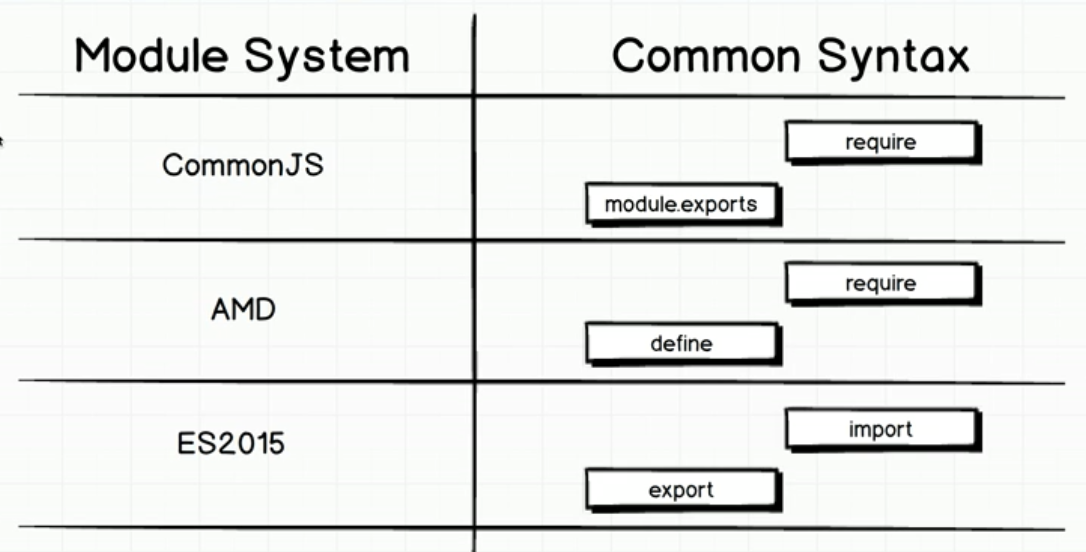 Module System
Common Syntax
CommonJS
require
module.exports
AMD
require
define
ES2015
import
export